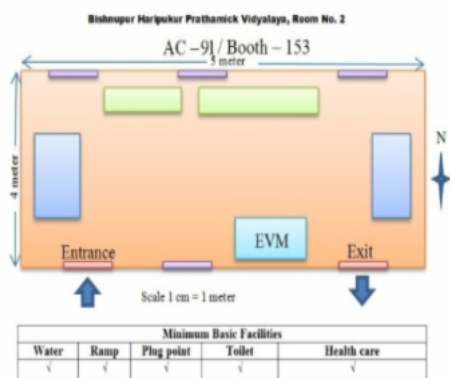 Bishnupur Haripukur Prathamick Vidyalaya, Room No. 2
AC –91/ Booth – 153
5 meter
4 meter
N
EVM
Entrance
Exit
Scale 1 cm = 1 meter
Minimum Basic Facilities
Water Ramp Plug point Toilet Health care
√ √ √ √ √